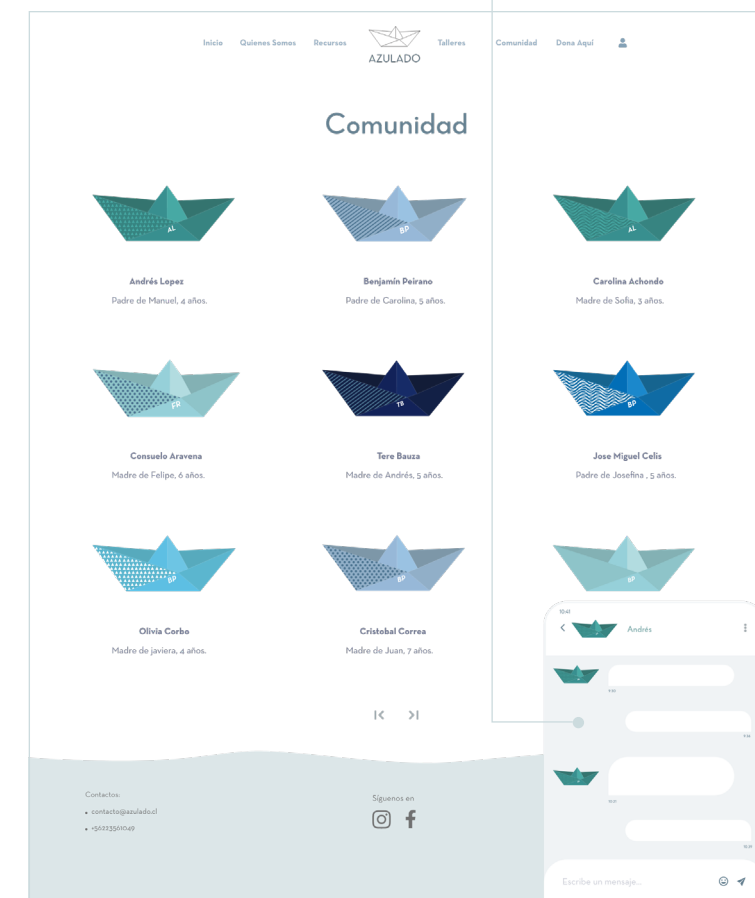 Inicio Quienes Somos Recursos AZULADO Talleres Comunidad Dona Aquí
Comunidad
AL BP AL
Andrés Lopez Benjamín Peirano Carolina Achondo
Padre de Manuel, 4 años. Padre de Carolina, 5 años. Madre de Sofia, 3 años.
FR TB BP
Consuelo Aravena Tere Bauza Jose Miguel Celis
Madre de Felipe, 6 años. Madre de Andrés, 5 años. Padre de Josefina , 5 años.
BP BP BP
Olivia Corbo Cristobal Correa
Madre de javiera, 4 años. Madre de Juan, 7 años.
10:41
Andrés
Contactos:
• contacto@azulado.cl
• +56223561049
Síguenos en
Escribe un mensaje...